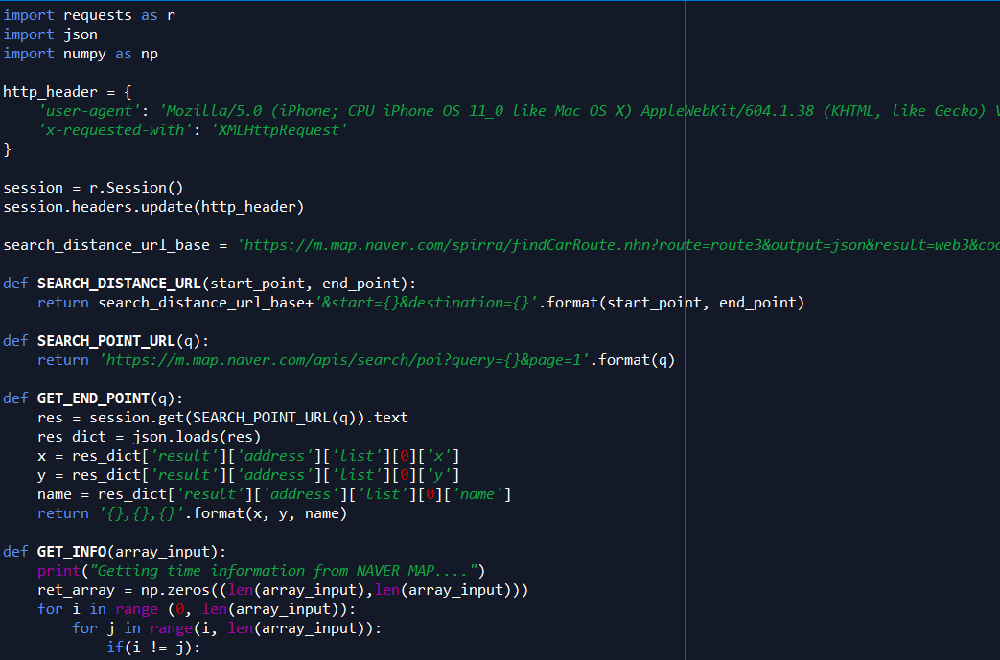 import requests as r
import json
import numpy as np
http_header = {
    'user-agent': 'Mozilla/5.0 (iPhone; CPU iPhone OS 11_0 like Mac OS X) AppleWebKit/604.1.38 (KHTML, like Gecko)
    'x-requested-with': 'XMLHttpRequest'
}
session = r.Session()
session.headers.update(http_header)
search_distance_url_base = 'https://m.map.naver.com/spirra/findCarRoute.nhn?route=route3&output=json&result=web3&coo
def SEARCH_DISTANCE_URL(start_point, end_point):
    return search_distance_url_base+'&start={}&destination={}'.format(start_point, end_point)
def SEARCH_POINT_URL(q):
    return 'https://m.map.naver.com/apis/search/poi?query={}&page=1'.format(q)
def GET_END_POINT(q):
    res = session.get(SEARCH_POINT_URL(q)).text
    res_dict = json.loads(res)
    x = res_dict['result']['address']['list'][0]['x']
    y = res_dict['result']['address']['list'][0]['y']
    name = res_dict['result']['address']['list'][0]['name']
    return '{},{},{}'.format(x, y, name)
def GET_INFO(array_input):
    print("Getting time information from NAVER MAP....")
    ret_array = np.zeros((len(array_input),len(array_input)))
    for i in range (0, len(array_input)):
        for j in range(i, len(array_input)):
            if(i != j):